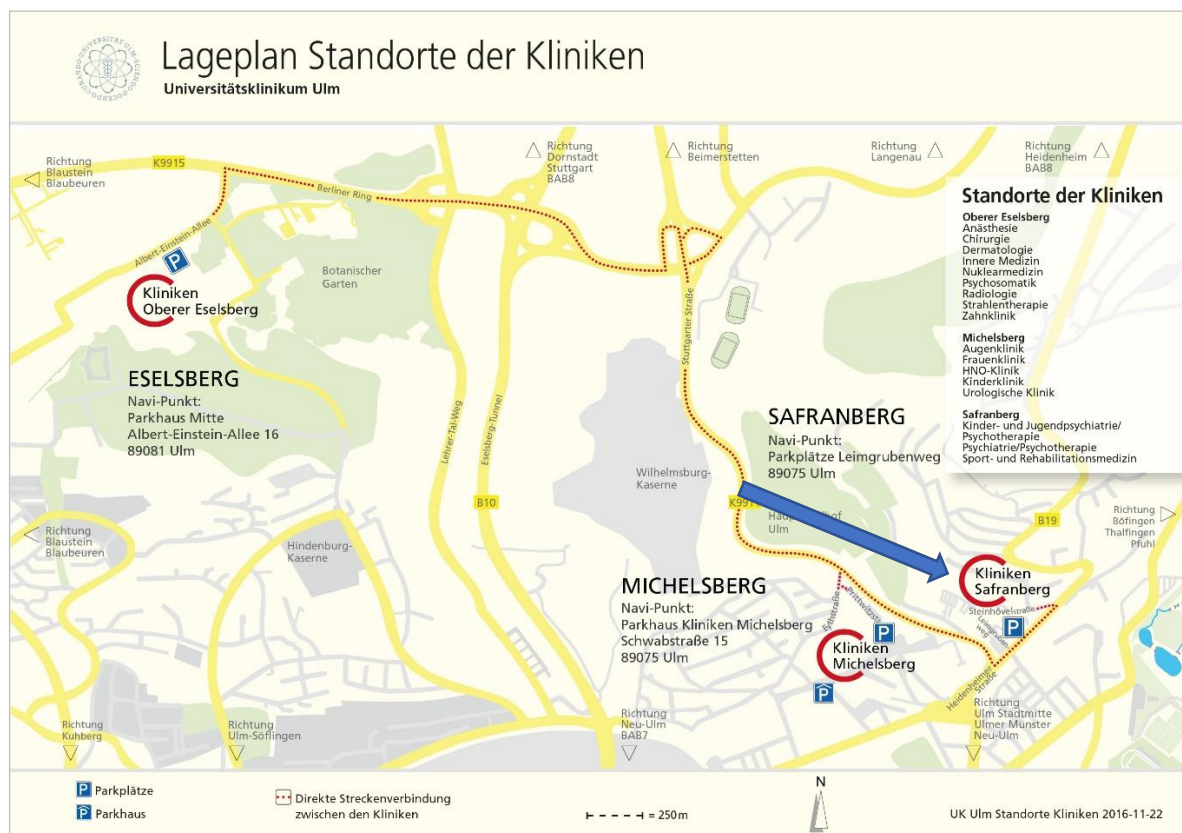 Lageplan Standorte der Kliniken
Universitätsklinikum Ulm
Richtung
Blaustein
Blaubeuren
K9915
Berliner Ring
Richtung
Dornstadt
Stuttgart
BAB8
Richtung
Beimerstetten
Richtung
Langenau
Richtung
Heidenheim
BAB8
Standorte der Kliniken
Oberer Eselsberg
Anästhesie
Chirurgie
Dermatologie
Innere Medizin
Nuklearmedizin
Psychosomatik
Radiologie
Strahlentherapie
Zahnklinik
Michelsberg
Augenklinik
Frauenklinik
HNO-Klinik
Kinderklinik
Urologische Klinik
Safranberg
Kinder- und Jugendpsychiatrie/
Psychotherapie
Psychiatrie/Psychotherapie
Sport- und Rehabilitationsmedizin
Albert-Einstein-Allee
P
Kliniken
Oberer Eselsberg
Botanischer
Garten
Stuttgarter Straße
ESELSBERG
Navi-Punkt:
Parkhaus Mitte
Albert-Einstein-Allee 16
89081 Ulm
Lehrer-Tal-Weg
Eselsberg-Tunnel
B10
Wilhelmsburg-
Kaserne
SAFRANBERG
Navi-Punkt:
Parkplätze Leimgrubenweg
89075 Ulm
Ulm
B19
Richtung
Böfingen
Thalfingen
Pfuhl
Richtung
Blaustein
Blaubeuren
Hindenburg-
Kaserne
MICHELSBERG
Navi-Punkt:
Parkhaus Kliniken Michelsberg
Schwabstraße 15
89075 Ulm
Kliniken
Safranberg
Steinhövelstraße
Leimgruben
weg
P
P
Kliniken
Michelsberg
P
Heidenheimer
Straße
Richtung
Kuhberg
Richtung
Ulm-Söflingen
Richtung
Neu-Ulm
BAB7
Richtung
Ulm Stadtmitte
Ulmer Münster
Neu-Ulm
P Parkplätze
P Parkhaus
Direkte Streckenverbindung
zwischen den Kliniken
= 250m
N
UK Ulm Standorte Kliniken 2016-11-22